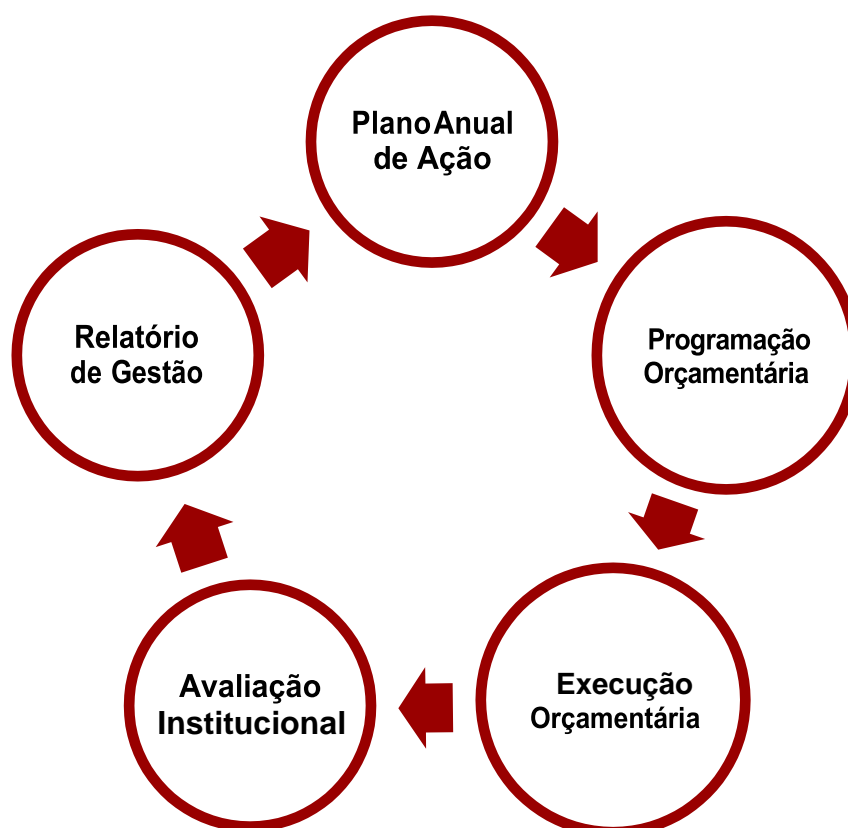 Plano Anual
de Ação
Programação
Orçamentária
Execução
Orçamentária
Avaliação
Institucional
Relatório
de Gestão